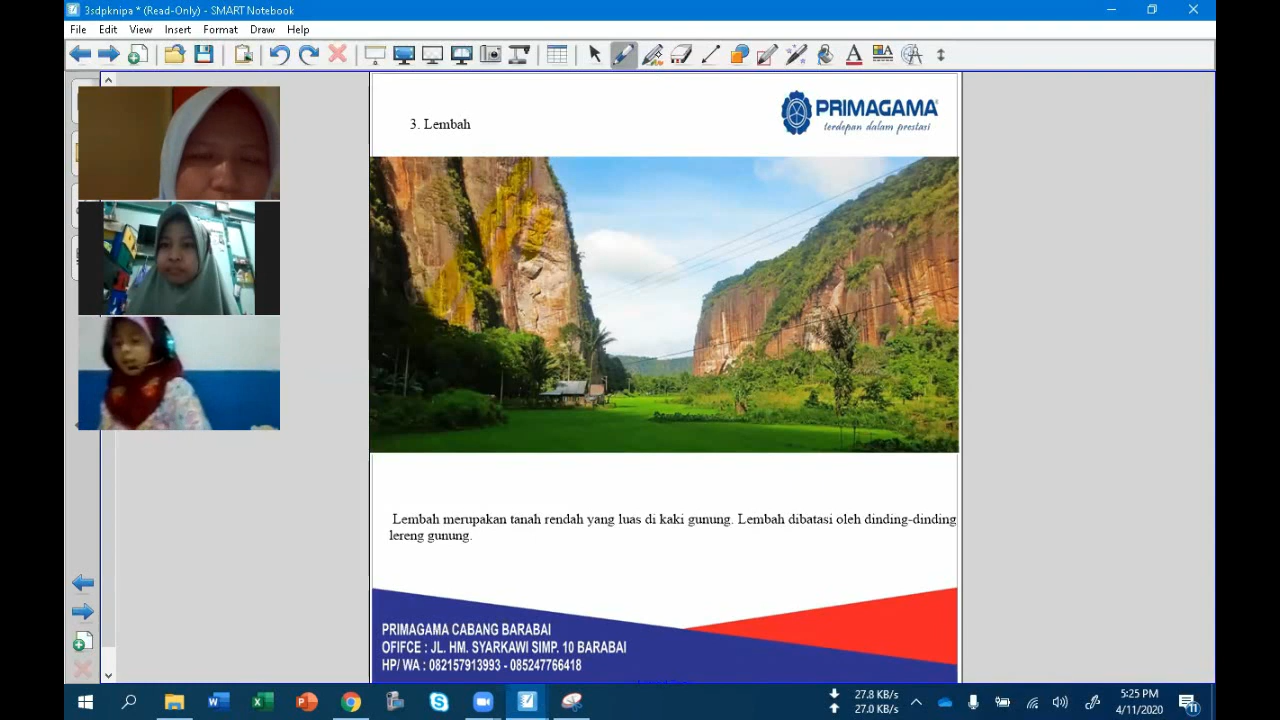 3sdpknipa * (Read-Only) - SMART Notebook
File Edit View Insert Format Draw Help
3. Lembah
PRIMAGAMA
terdepan dalam prestasi
Lembah merupakan tanah rendah yang luas di kaki gunung. Lembah dibatasi oleh dinding-dinding
lereng gunung.
PRIMAGAMA CABANG BARABAI
OFIFCE : JL. HM. SYARKAWI SIMP. 10 BARABAI
HP/ WA : 082157913993 - 085247766418
27.8 KB/s
27.0 KB/s
5:25 PM
4/11/2020
11